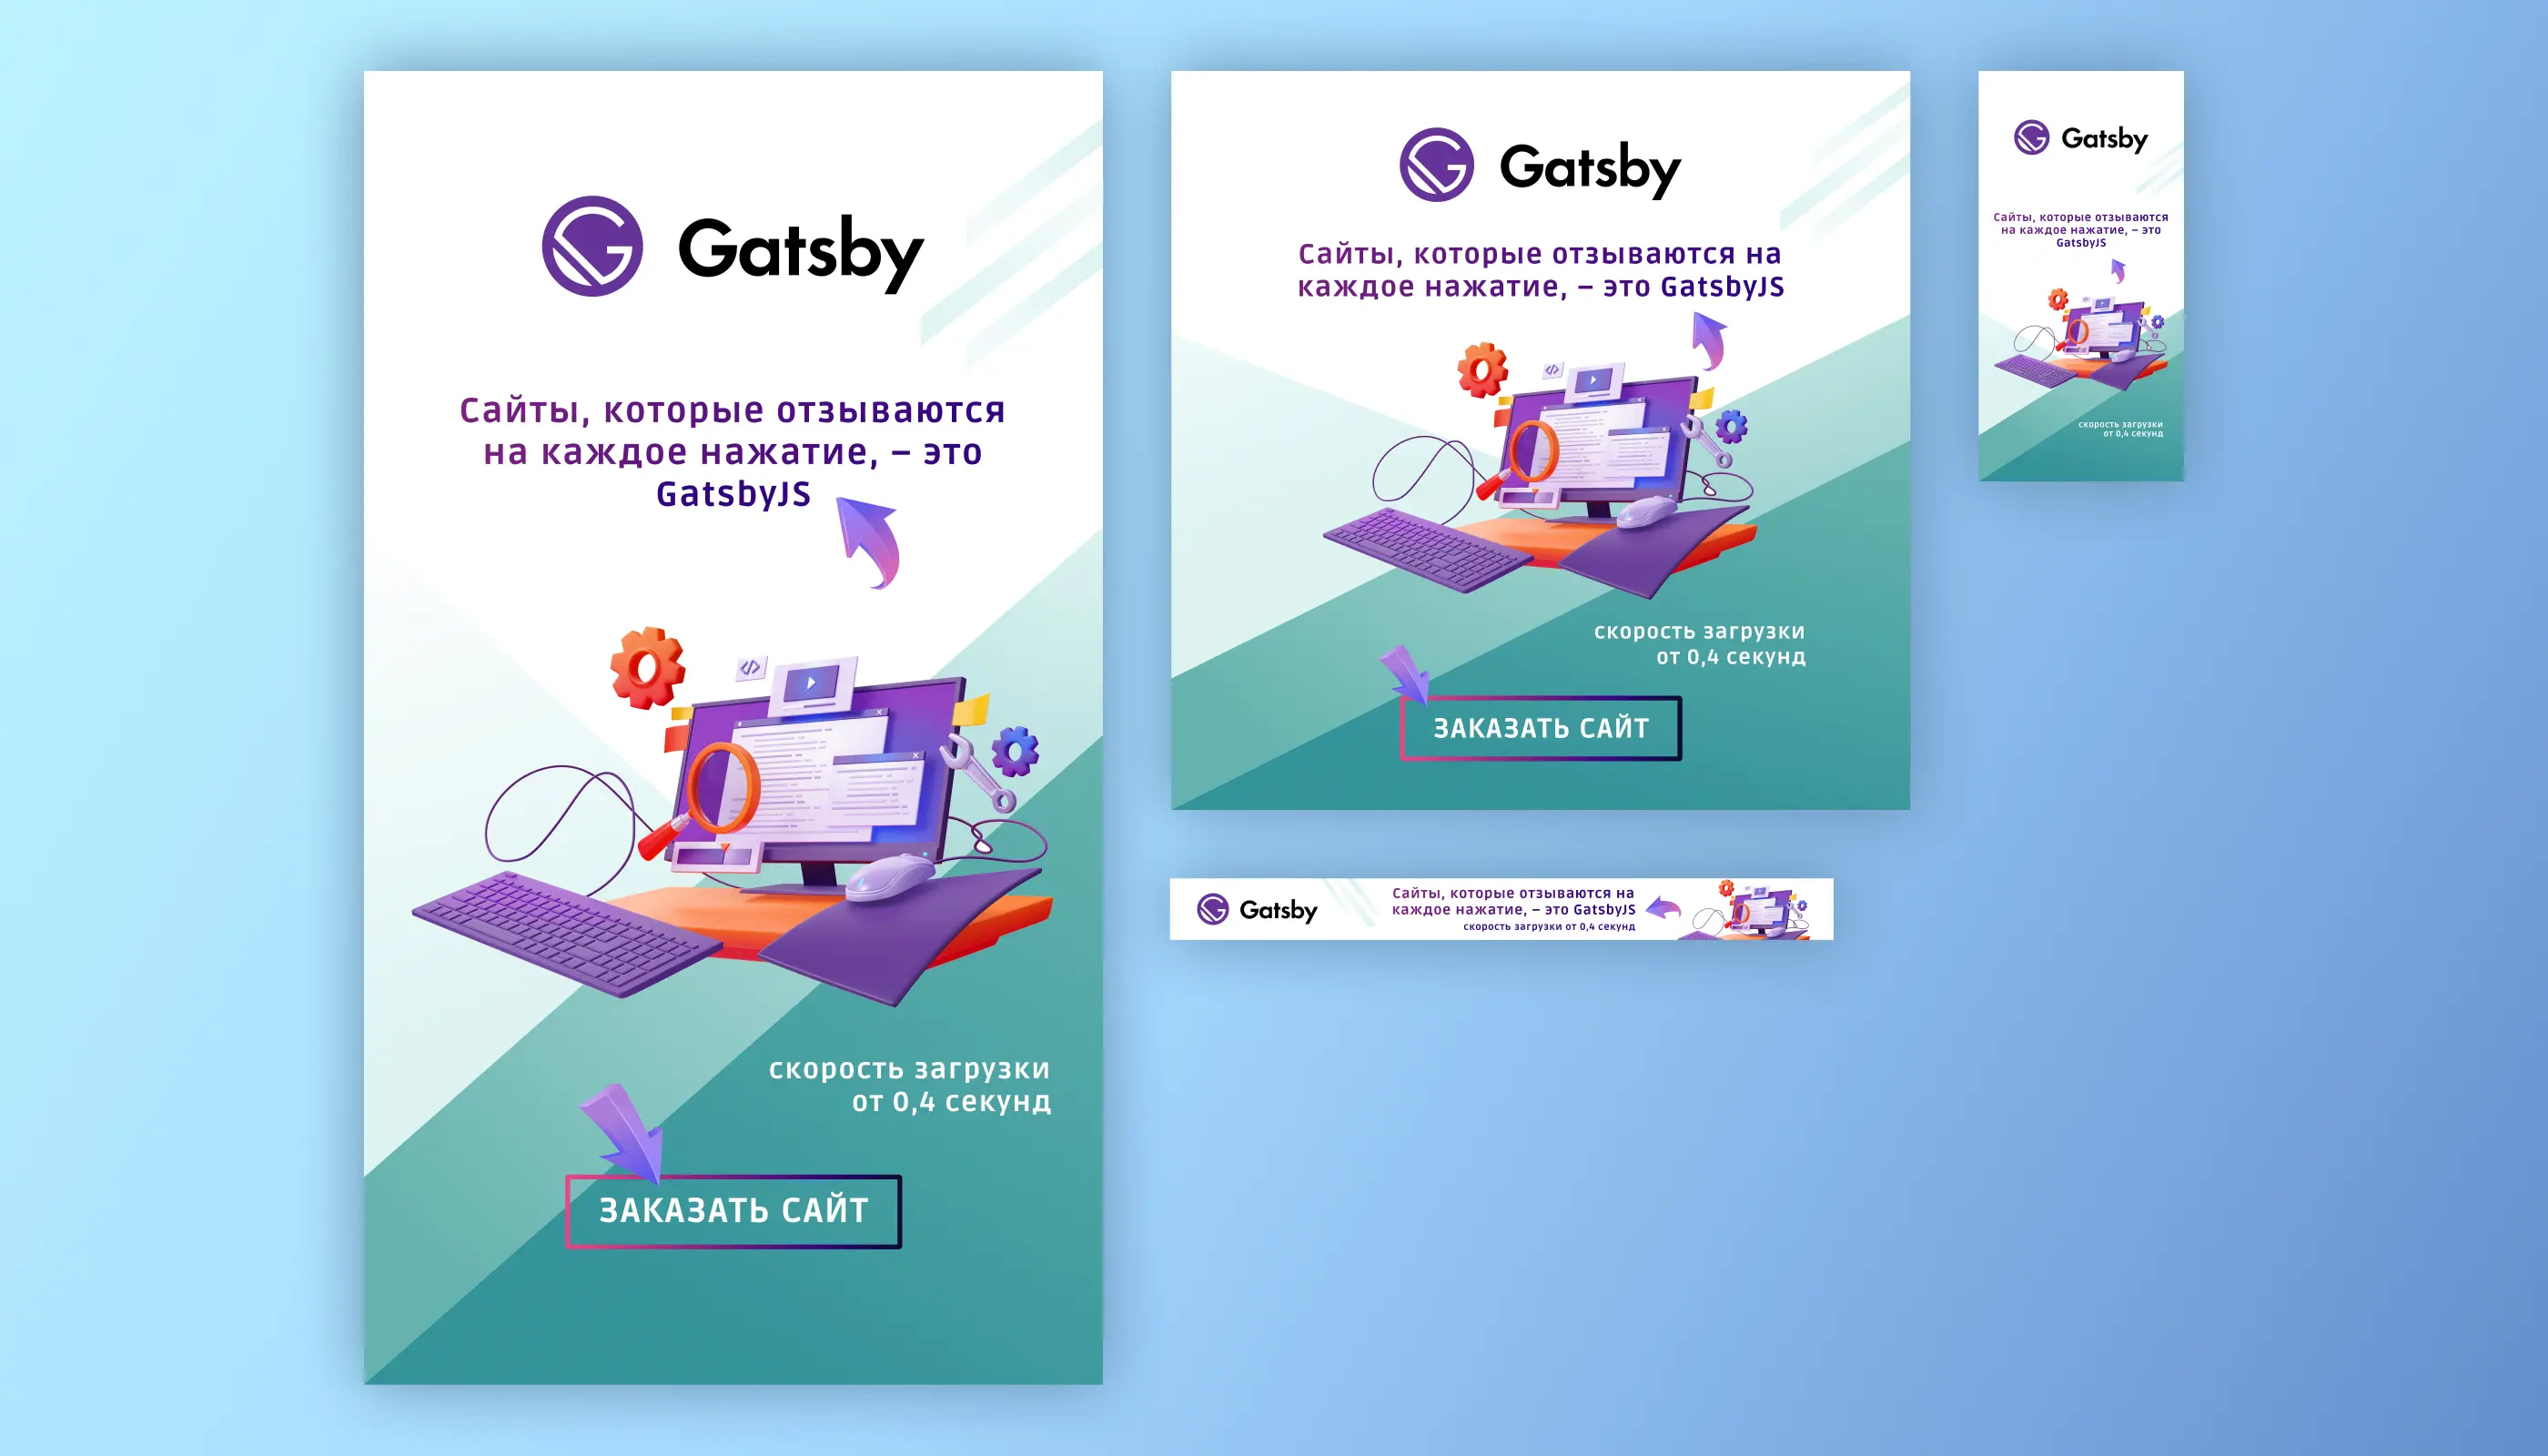 Gatsby
Сайты, которые отзываются
на каждое нажатие, – это
GatsbyJS
</>
скорость загрузки
от 0,4 секунд
ЗАКАЗАТЬ САЙТ
Gatsby
Сайты, которые отзываются на
каждое нажатие, – это GatsbyJS
</>
скорость загрузки
от 0,4 секунд
ЗАКАЗАТЬ САЙТ
Gatsby
Сайты, которые отзываются
на каждое нажатие, – это
GatsbyJS
скорость загрузки
от 0,4 секунд
Gatsby
Сайты, которые отзываются на
каждое нажатие, – это GatsbyJS
скорость загрузки от 0,4 секунд